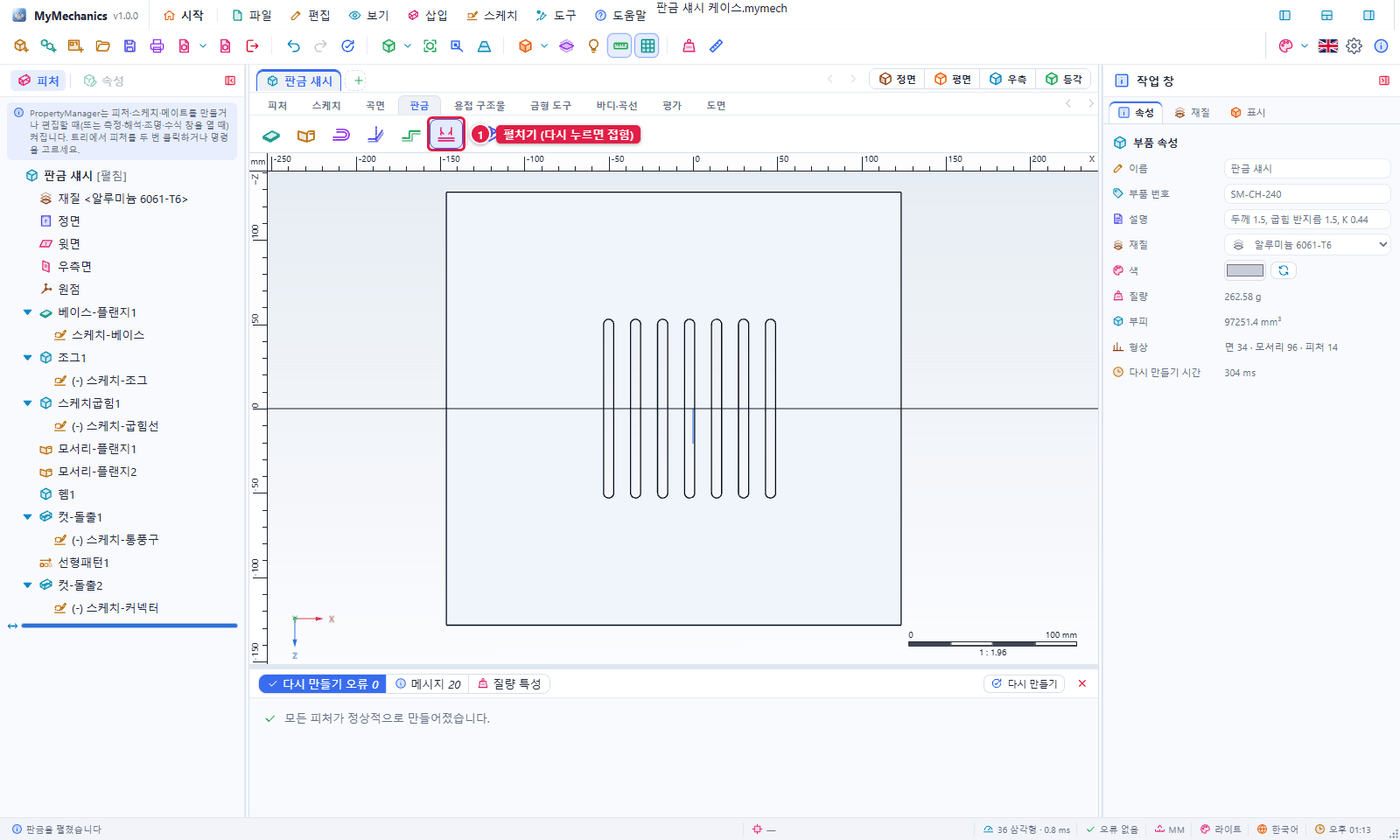 MyMechanics v1.0.0
시작
파일
편집
보기
삽입
스케치
도구
도움말
판금 섀시 케이스.mymech
피처
속성
PropertyManager는 피처·스케치·메이트를 만들거
나 편집할 때(또는 측정·해석·조명·수식 창을 열 때)
켜집니다. 트리에서 피처를 두 번 클릭하거나 명령
을 고르세요.
판금 섀시 [펼침]
재질 <알루미늄 6061-T6>
정면
윗면
우측면
원점
베이스-플랜지1
스케치-베이스
조그1
(-) 스케치-조그
스케치굽힘1
(-) 스케치-굽힘선
모서리-플랜지1
모서리-플랜지2
헴1
컷-돌출1
(-) 스케치-통풍구
선형패턴1
컷-돌출2
(-) 스케치-커넥터
판금 섀시
정면
평면
우측
등각
피처
스케치
곡면
판금
용접 구조물
금형 도구
바디·곡선
평가
도면
1 펼치기 (다시 누르면 접힘)
mm -250 -200 -150 -100 -50 0 50 100 150 200 X
-Z
100
50
0
-50
-100
-150
X
Z
0 100 mm
1 : 1.96
다시 만들기 오류 0
메시지 20
질량 특성
다시 만들기
모든 피처가 정상적으로 만들어졌습니다.
작업 창
속성
재질
표시
부품 속성
이름 판금 섀시
부품 번호 SM-CH-240
설명 두께 1.5, 굽힘 반지름 1.5, K 0.44
재질 알루미늄 6061-T6
색
질량 262.58 g
부피 97251.4 mm³
형상 면 34 · 모서리 96 · 피처 14
다시 만들기 시간 304 ms
판금을 펼쳤습니다
—
36 삼각형 · 0.8 ms
오류 없음
MM
라이트
한국어
오후 01:13